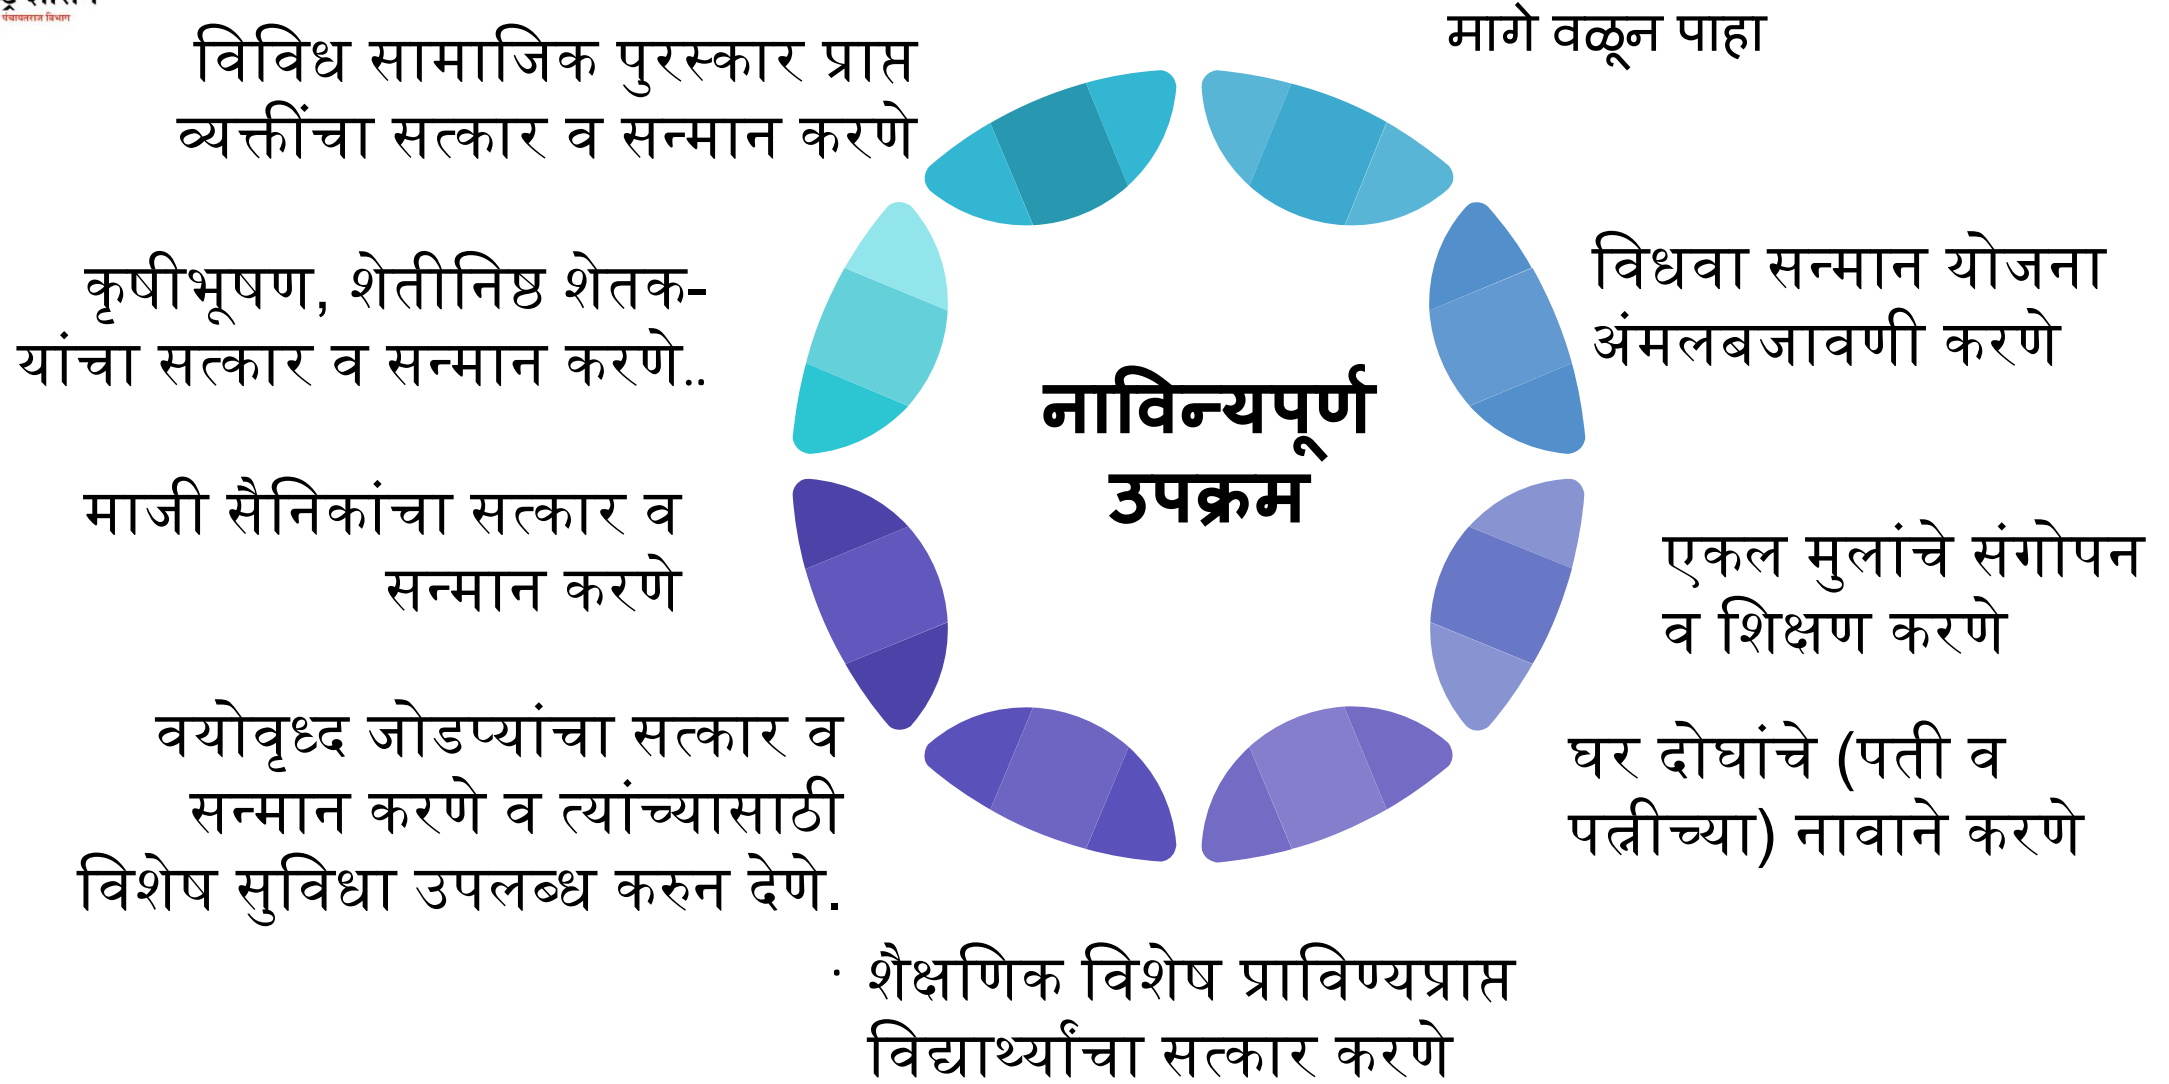 पंचायतराज विभाग
मागे वळून पाहा
विविध सामाजिक पुरस्कार प्राप्त
व्यक्तींचा सत्कार व सन्मान करणे
विधवा सन्मान योजना
अंमलबजावणी करणे
कृषीभूषण, शेतीनिष्ठ शेतक-
यांचा सत्कार व सन्मान करणे..
नाविन्यपूर्ण
उपक्रम
माजी सैनिकांचा सत्कार व
सन्मान करणे
एकल मुलांचे संगोपन
व शिक्षण करणे
वयोवृध्द जोडप्यांचा सत्कार व
सन्मान करणे व त्यांच्यासाठी
विशेष सुविधा उपलब्ध करुन देणे.
घर दोघांचे (पती व
पत्नीच्या) नावाने करणे
· शैक्षणिक विशेष प्राविण्यप्राप्त
विद्यार्थ्यांचा सत्कार करणे